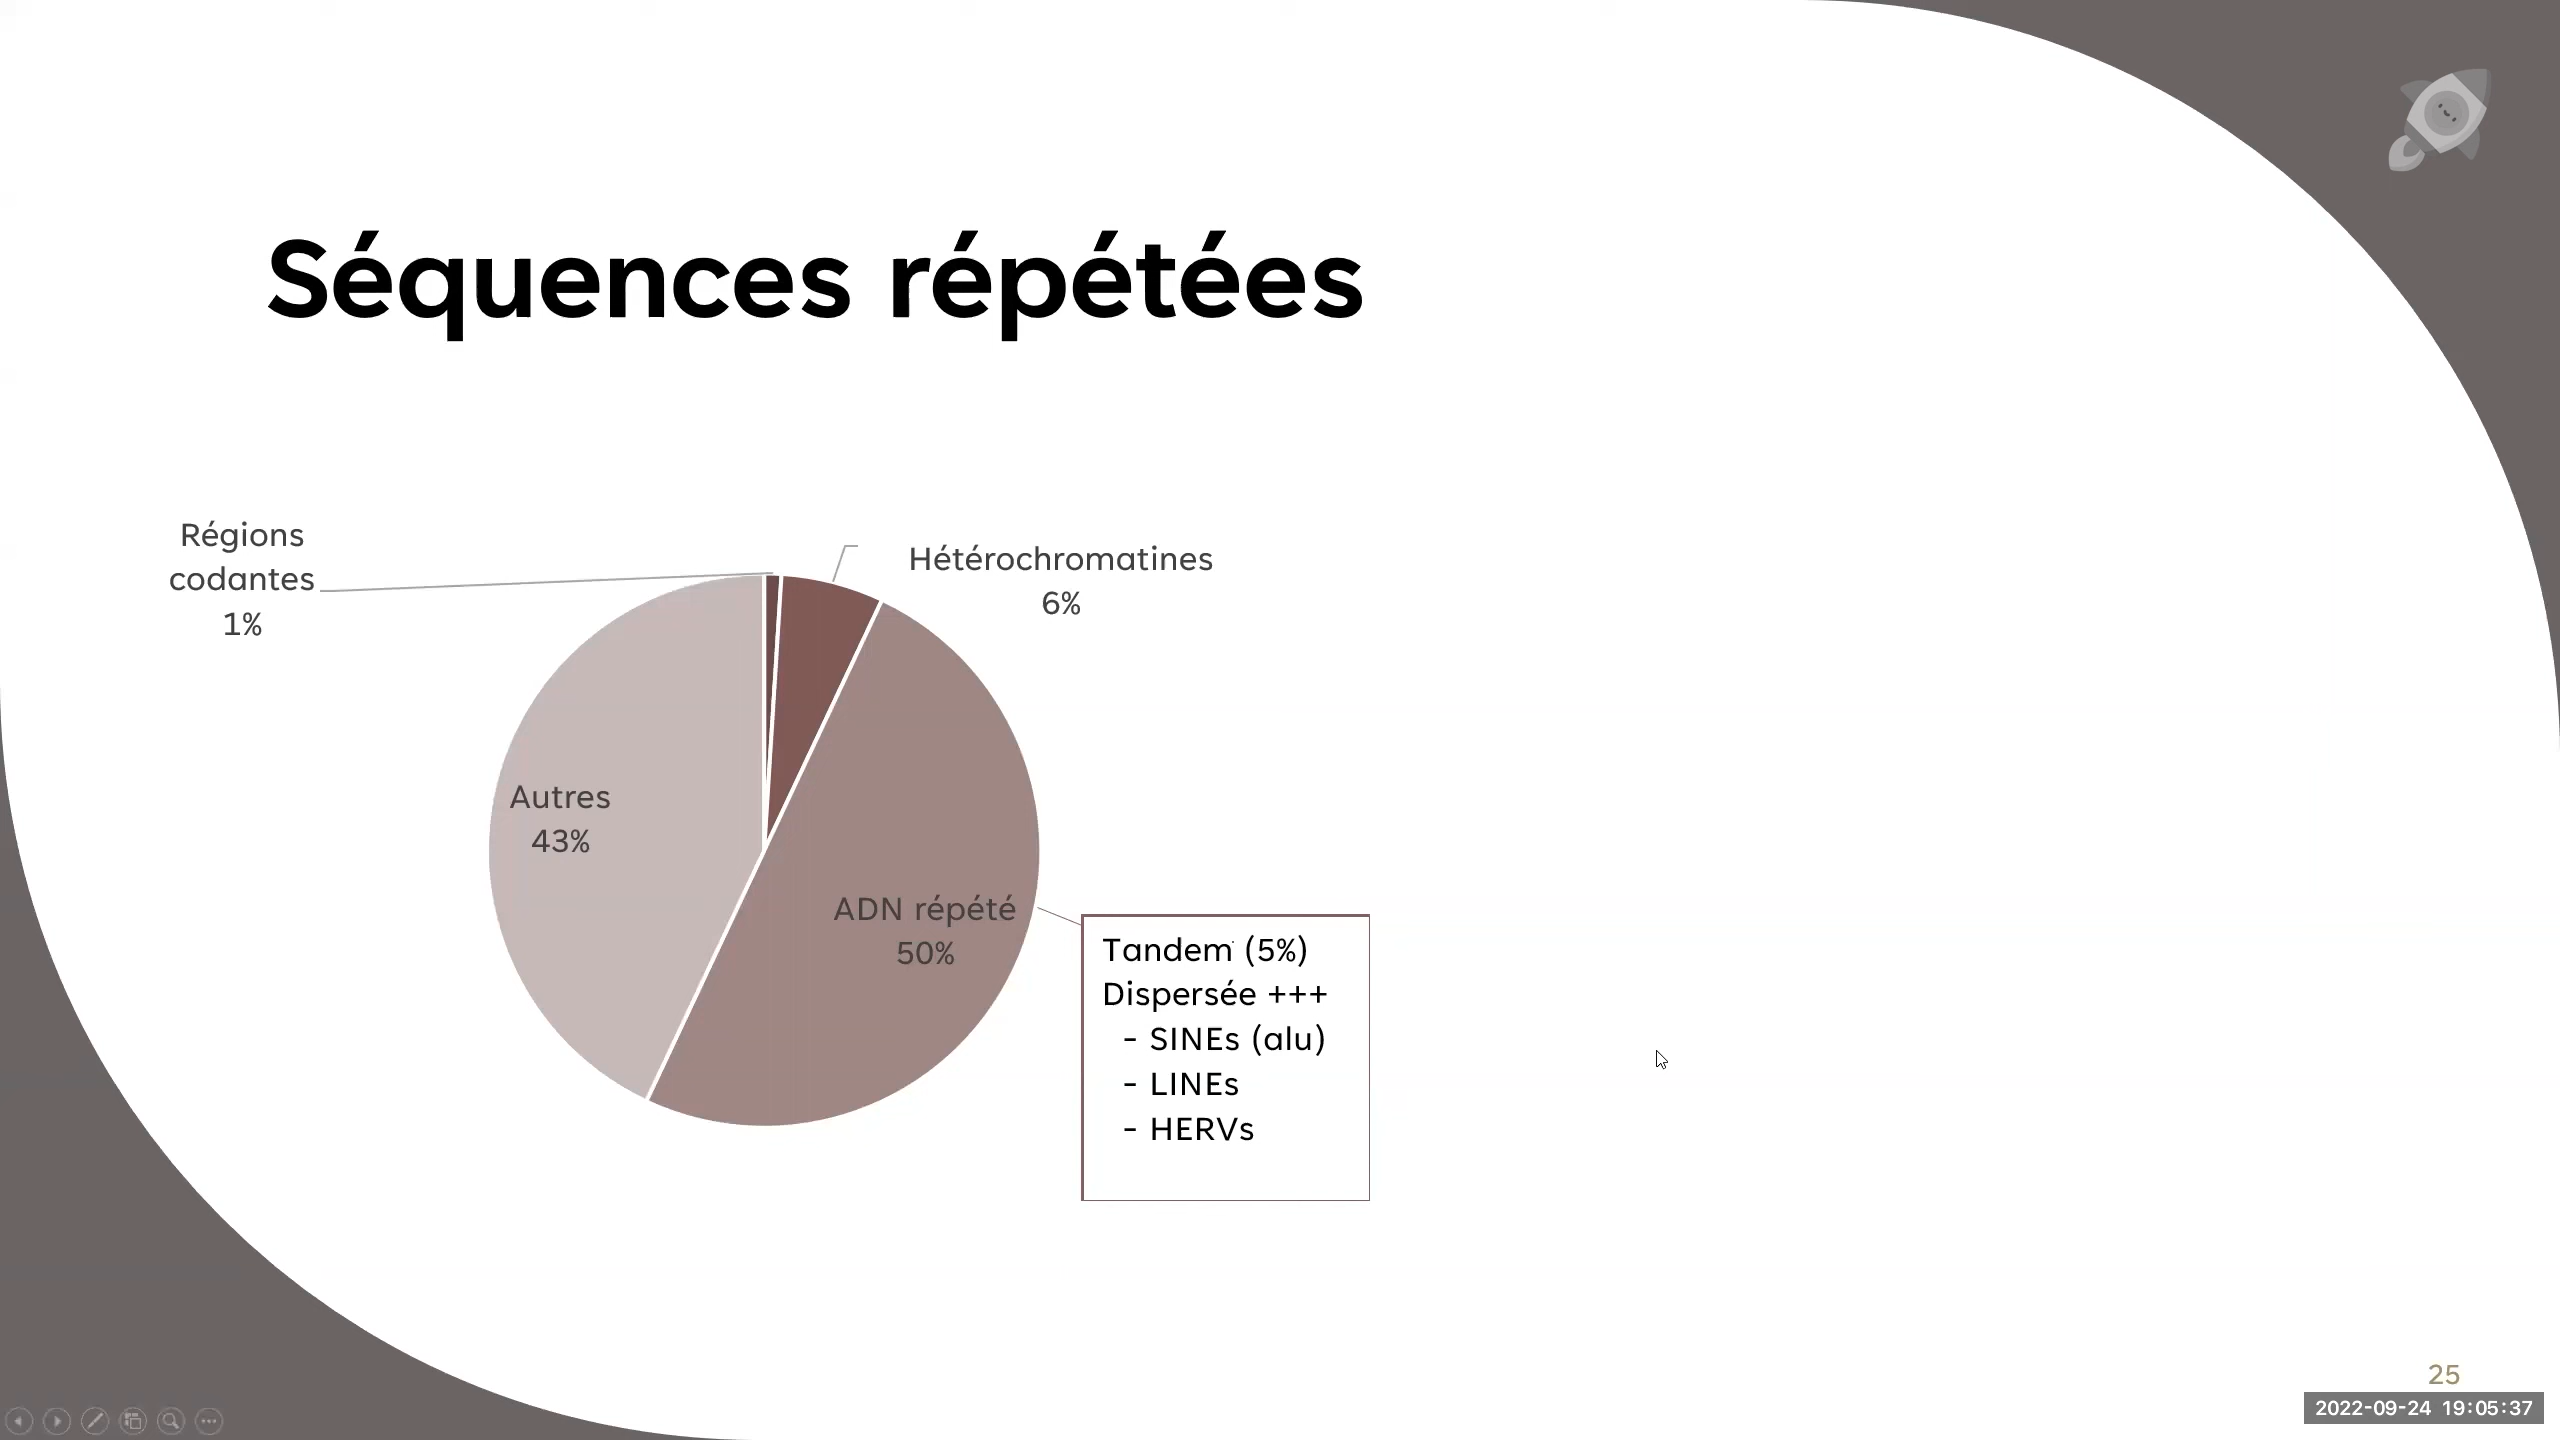 Séquences répétées
Régions
codantes
1%
Hétérochromatines
6%
Autres
43%
ADN répété
50%
Tandem (5%)
Dispersée +++
- SINEs (alu)
- LINEs
- HERVs
25
2022-09-24 19:05:37